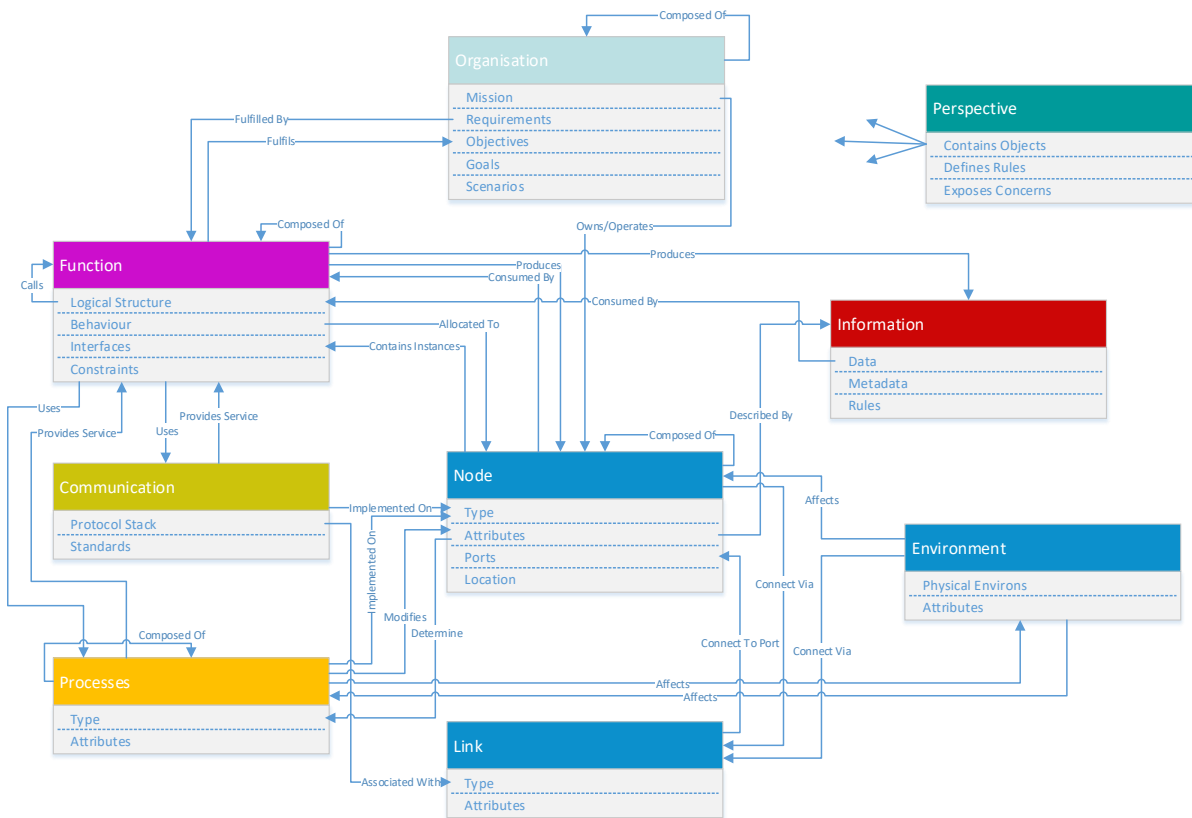 Composed Of
Organisation
Mission
Requirements
Objectives
Goals
Scenarios
Perspective
Contains Objects
Defines Rules
Exposes Concerns
Fulfilled By
Fulfils
Composed Of
Owns/Operates
Function
Logical Structure
Behaviour
Interfaces
Constraints
Calls
Produces
Consumed By
Produces
Consumed By
Allocated To
Contains Instances
Information
Data
Metadata
Rules
Described By
Uses
Provides Service
Uses
Provides Service
Composed Of
Communication
Protocol Stack
Standards
Node
Type
Attributes
Ports
Location
Implemented On
Implemented On
Modifies
Determine
Affects
Environment
Physical Environs
Attributes
Connect Via
Connect To Port
Connect Via
Composed Of
Processes
Type
Attributes
Affects
Affects
Link
Type
Attributes
Associated With